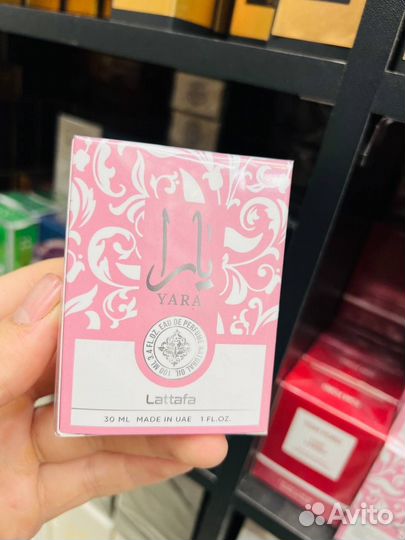 يارا
YARA
EAU DE PERFUME NATURAL OIL 100 ML 3.4 FL.OZ.
Lattafa
30 ML MADE IN UAE 1 FL.OZ.
Avito